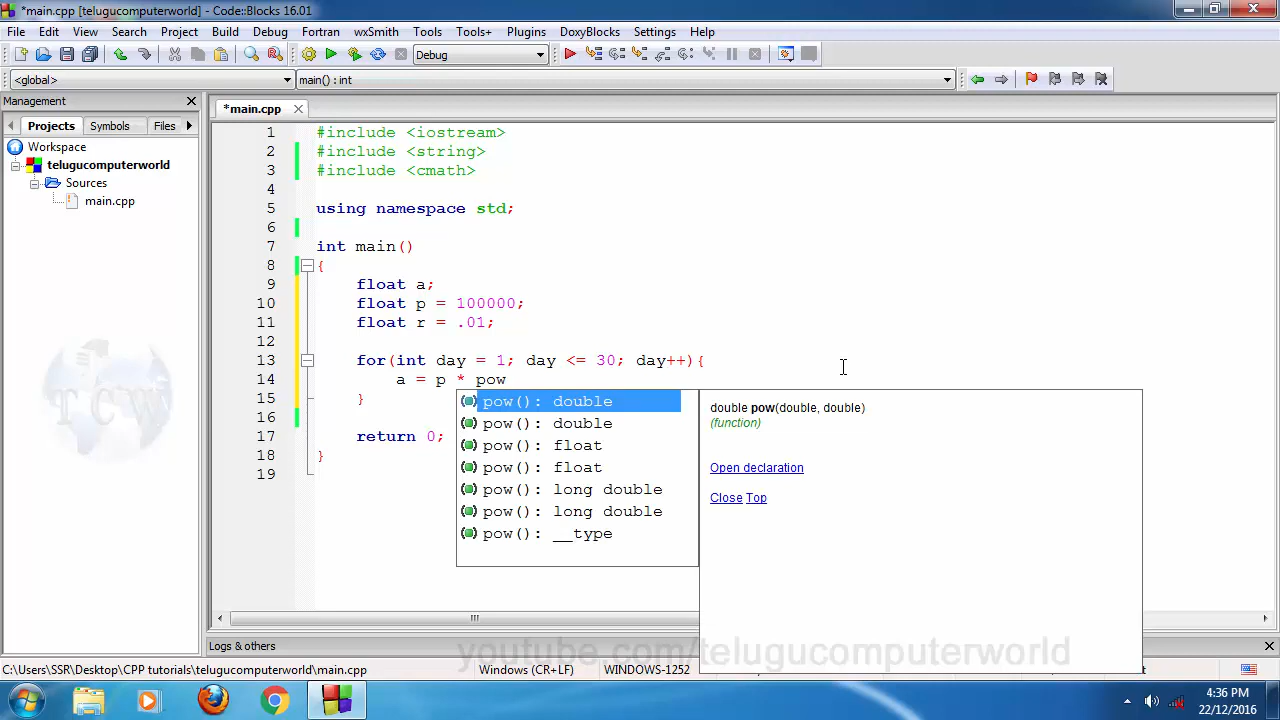 *main.cpp [telugucomputerworld] - Code::Blocks 16.01
File Edit View Search Project Build Debug Fortran wxSmith Tools Tools+ Plugins DoxyBlocks Settings Help
Debug
<global>
main() : int
Management
Projects Symbols Files
Workspace
telugucomputerworld
Sources
main.cpp
*main.cpp
1 #include <iostream>
2 #include <string>
3 #include <cmath>
4
5 using namespace std;
6
7 int main()
8 {
9 float a;
10 float p = 100000;
11 float r = .01;
12
13 for(int day = 1; day <= 30; day++){
14 a = p * pow
15 }
16
17 return 0;
18 }
19
pow(): double
pow(): double
pow(): float
pow(): float
pow(): long double
pow(): long double
pow(): __type
double pow(double, double)
(function)
Open declaration
Close Top
TCW
Logs & others
youtube.com/telugucomputerworld
C:\Users\SSR\Desktop\CPP tutorials\telugucomputerworld\main.cpp Windows (CR+LF) WINDOWS-1252
4:36 PM
22/12/2016